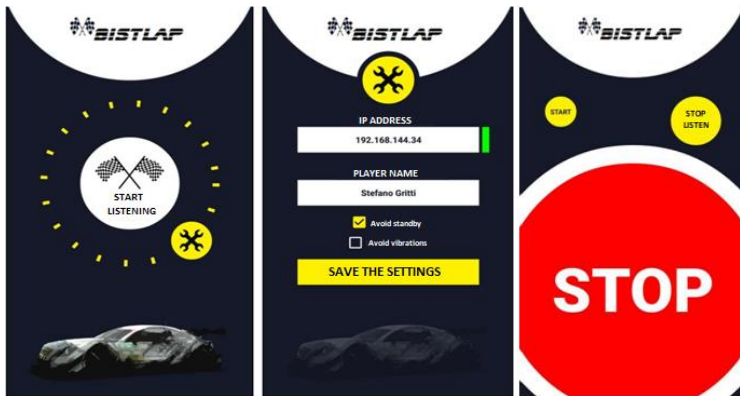 BISTLAP
START
LISTENING
BISTLAP
IP ADDRESS
192.168.144.34
PLAYER NAME
Stefano Gritti
Avoid standby
Avoid vibrations
SAVE THE SETTINGS
BISTLAP
START
STOP
LISTEN
STOP